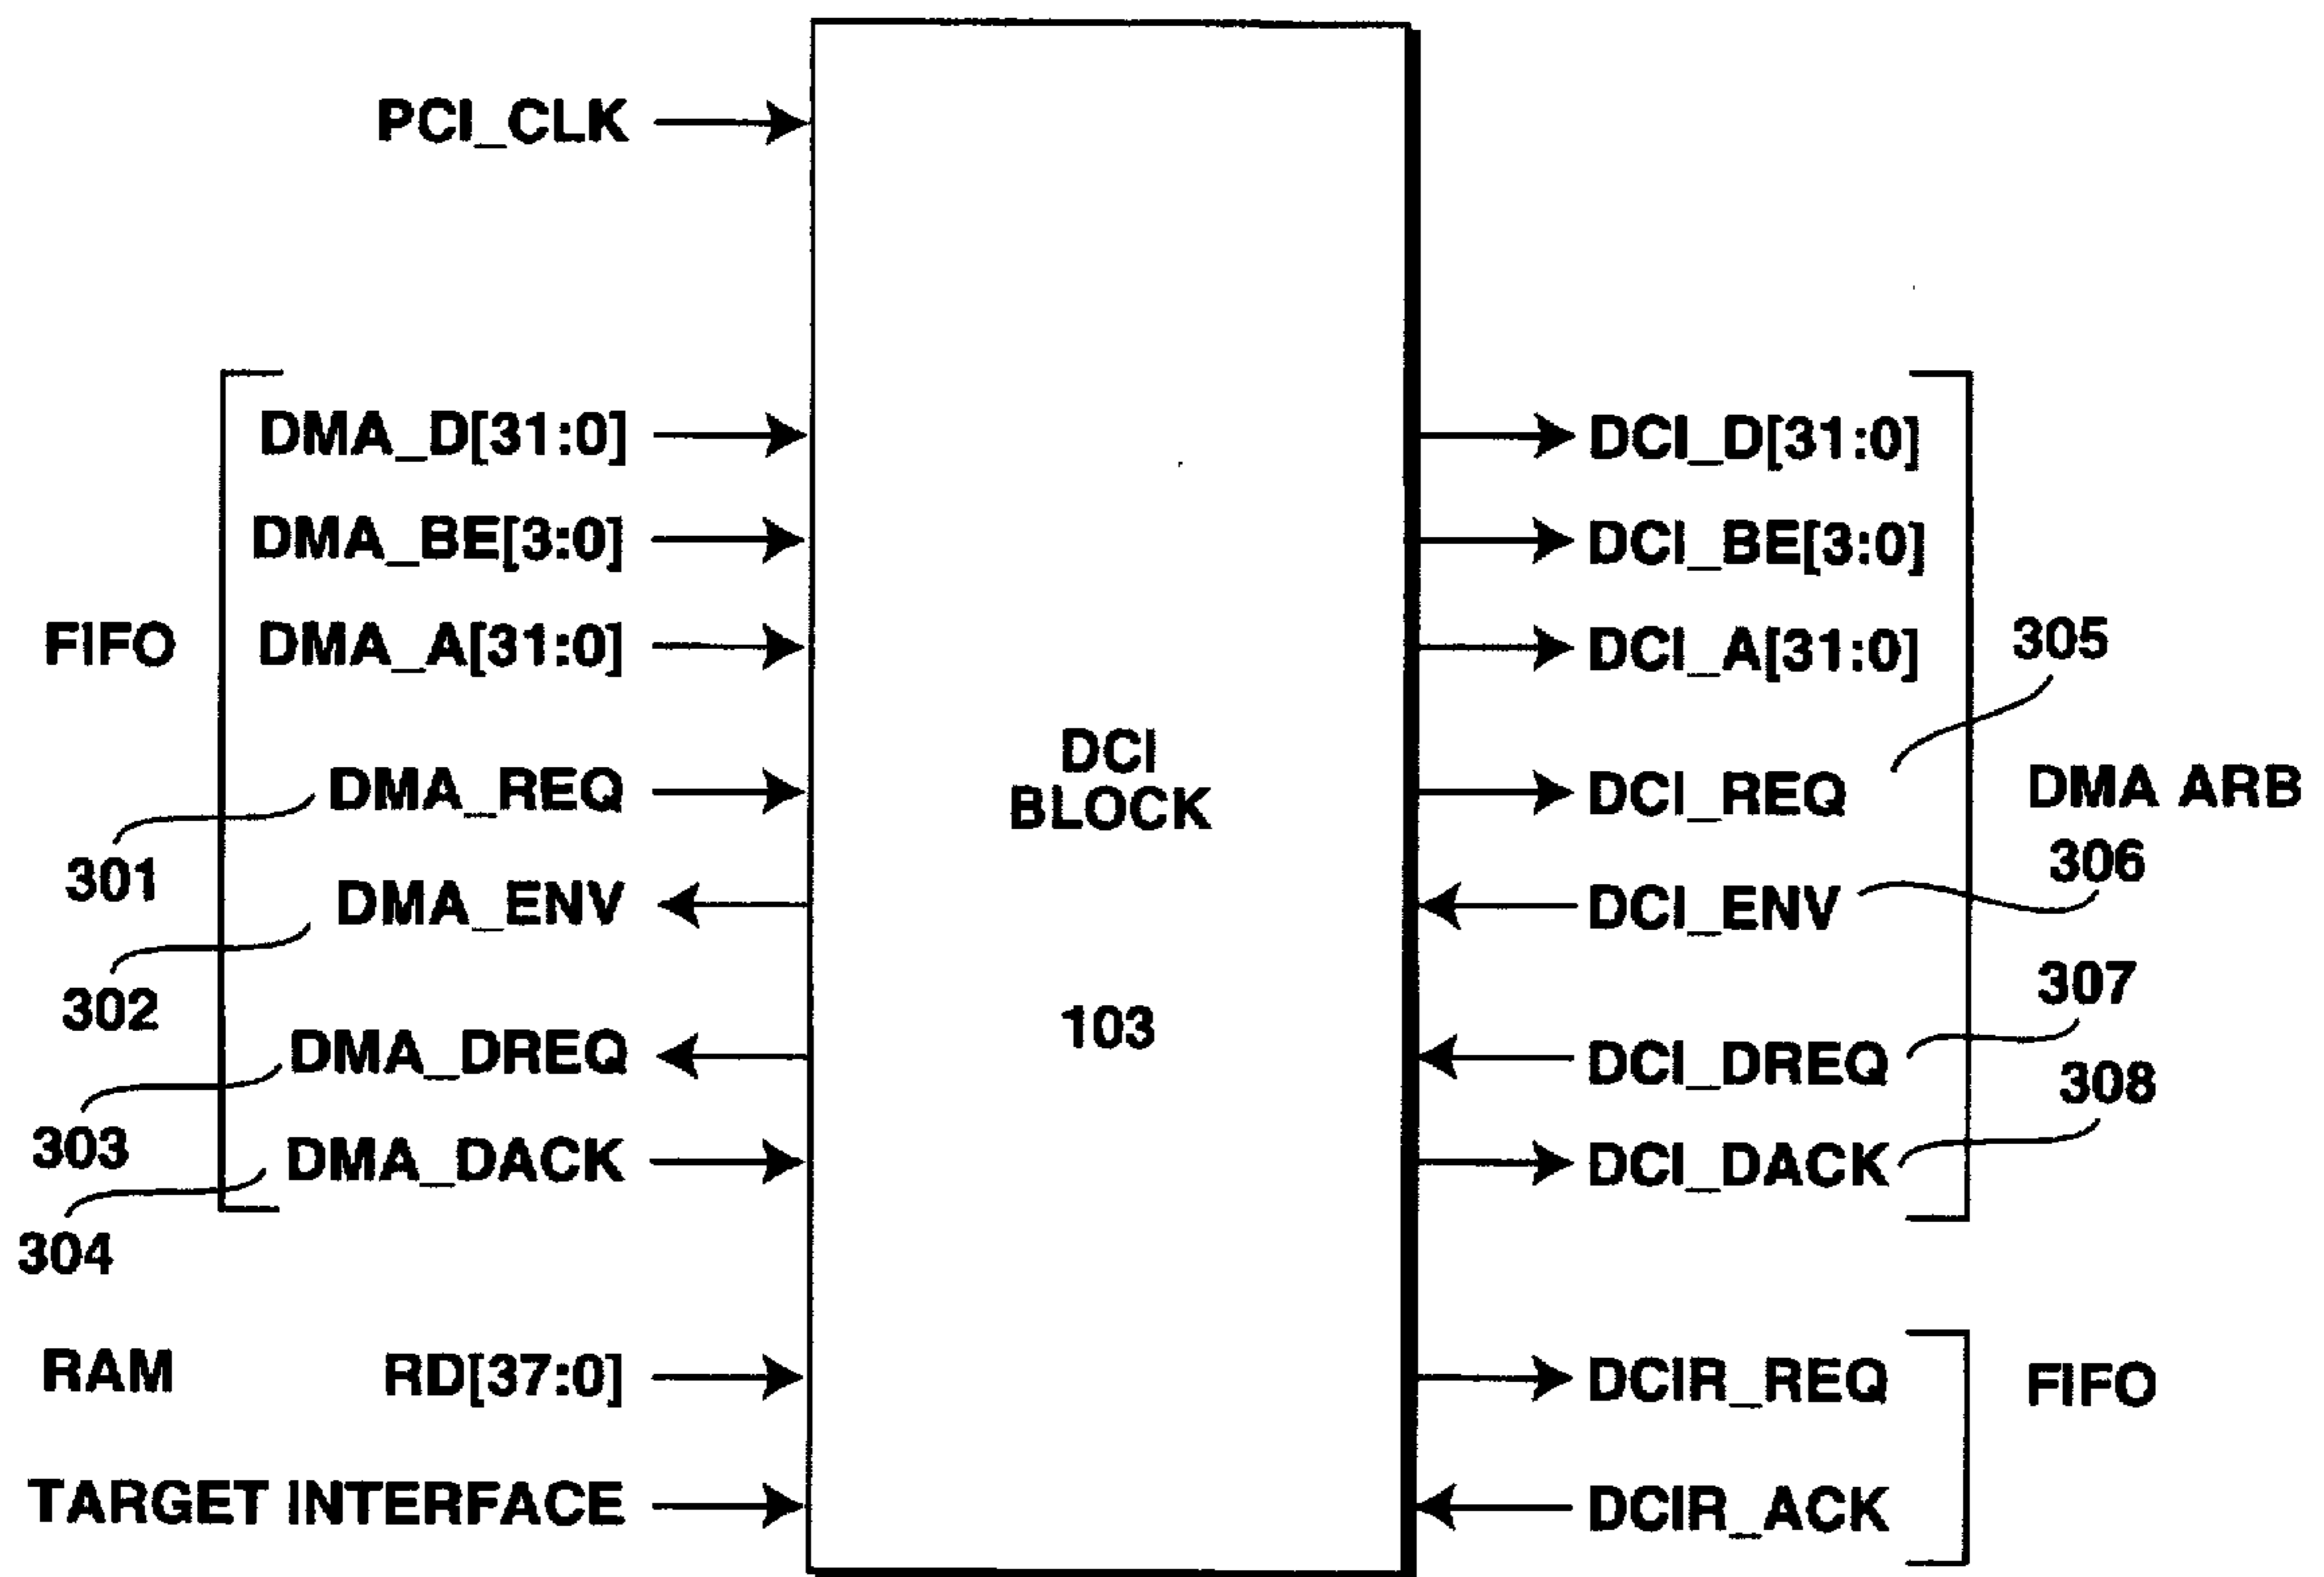 PCI_CLK
DMA_D[31:0]
DMA_BE[3:0]
FIFO DMA_A[31:0]
DMA_REQ
301
DMA_ENV
302
DMA_DREQ
303
DMA_DACK
304
RAM RD[37:0]
TARGET INTERFACE
DCI
BLOCK
103
DCI_D[31:0]
DCI_BE[3:0]
DCI_A[31:0]
305
DCI_REQ
DMA ARB
306
DCI_ENV
307
DCI_DREQ
308
DCI_DACK
DCIR_REQ
FIFO
DCIR_ACK